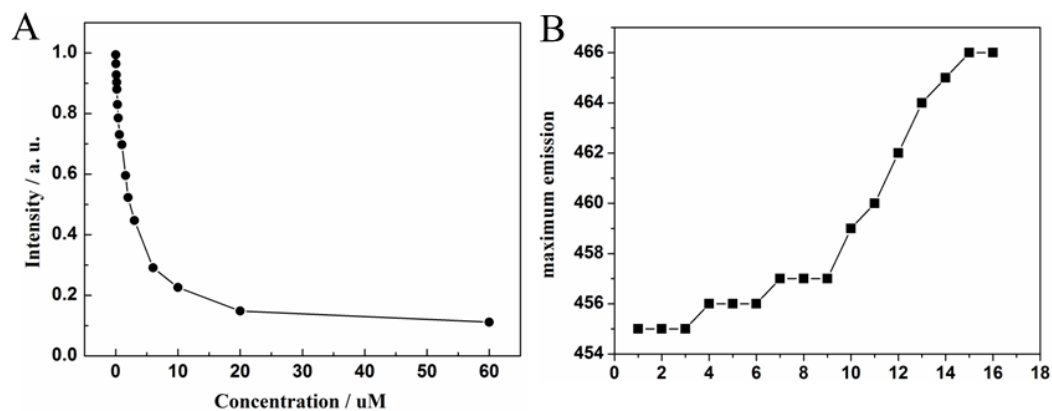 A
Intensity / a. u.
1.0
0.8
0.6
0.4
0.2
0.0
0 10 20 30 40 50 60
Concentration / uM
B
maximum emission
466
464
462
460
458
456
454
0 2 4 6 8 10 12 14 16 18